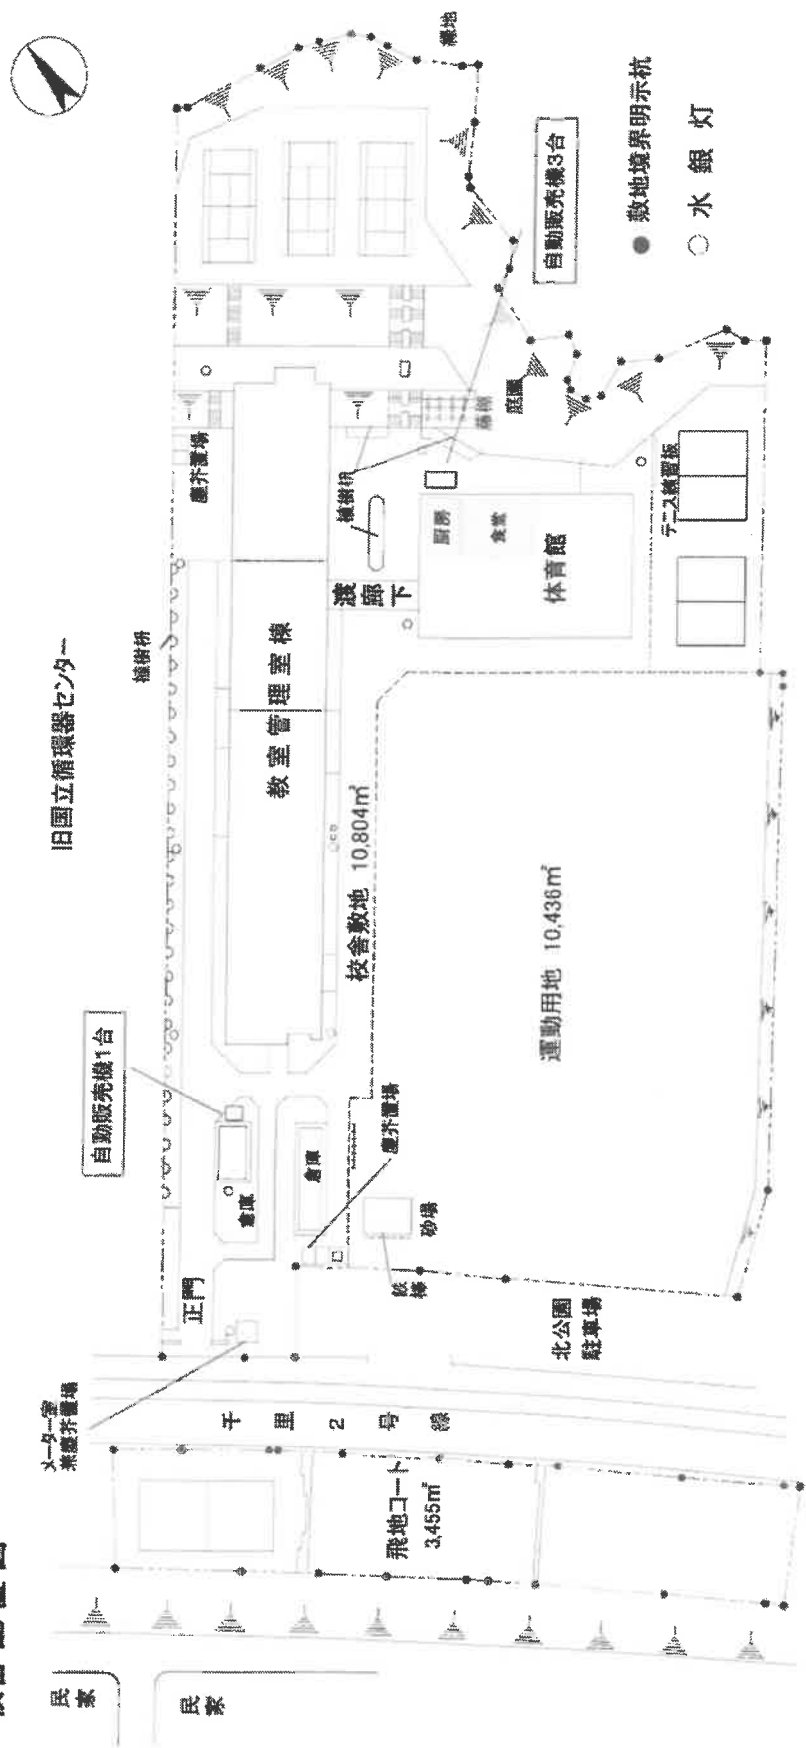 旧国立循環器センター
自動販売機1台
自動販売機3台
● 敷地境界明示杭
○ 水銀灯
メーター室
兼塵芥置場
正門
倉庫
倉庫
塵芥置場
砂場
鉄棒
植樹桝
教室管理室棟
校舎敷地 10,804㎡
運動用地 10,436㎡
塵芥置場
植樹桝
渡廊下
厨房
食堂
体育館
藤棚
庭園
テニス練習板
北公園
駐車場
千里2号線
飛地コート
3,455㎡
民家
民家